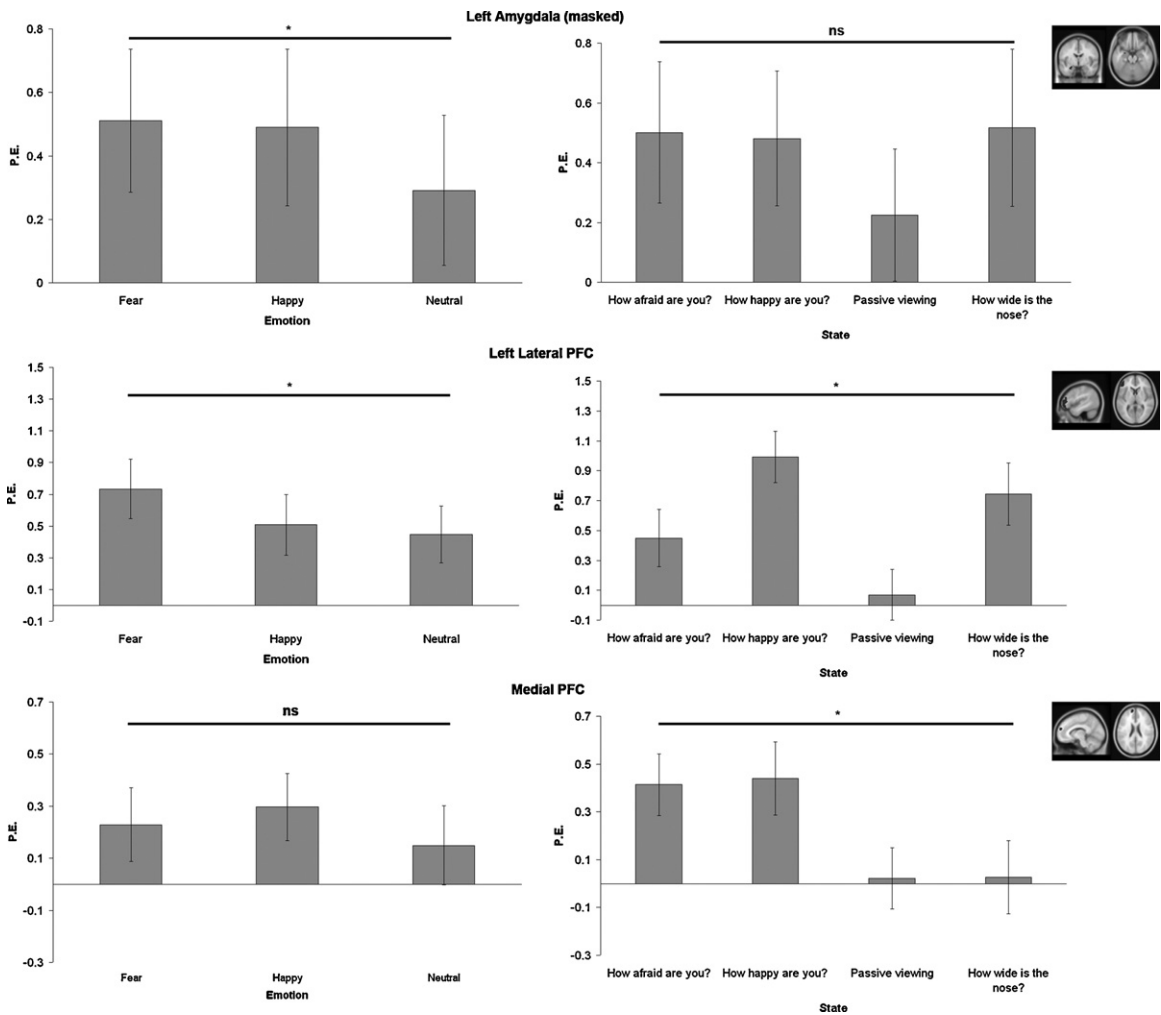 Left Amygdala (masked)
*
0.8
0.6
0.4
0.2
0
P.E.
Fear
Happy
Neutral
Emotion
ns
0.8
0.6
0.4
0.2
0
P.E.
How afraid are you?
How happy are you?
Passive viewing
How wide is the
nose?
State
Left Lateral PFC
*
1.5
1.3
1.1
0.9
0.7
0.5
0.3
0.1
-0.1
P.E.
Fear
Happy
Neutral
Emotion
*
1.5
1.3
1.1
0.9
0.7
0.5
0.3
0.1
-0.1
P.E.
How afraid are you?
How happy are you?
Passive viewing
How wide is the
nose?
State
Medial PFC
ns
0.7
0.5
0.3
0.1
-0.1
-0.3
P.E.
Fear
Happy
Neutral
Emotion
*
0.7
0.5
0.3
0.1
-0.1
-0.3
P.E.
How afraid are you?
How happy are you?
Passive viewing
How wide is the
nose?
State